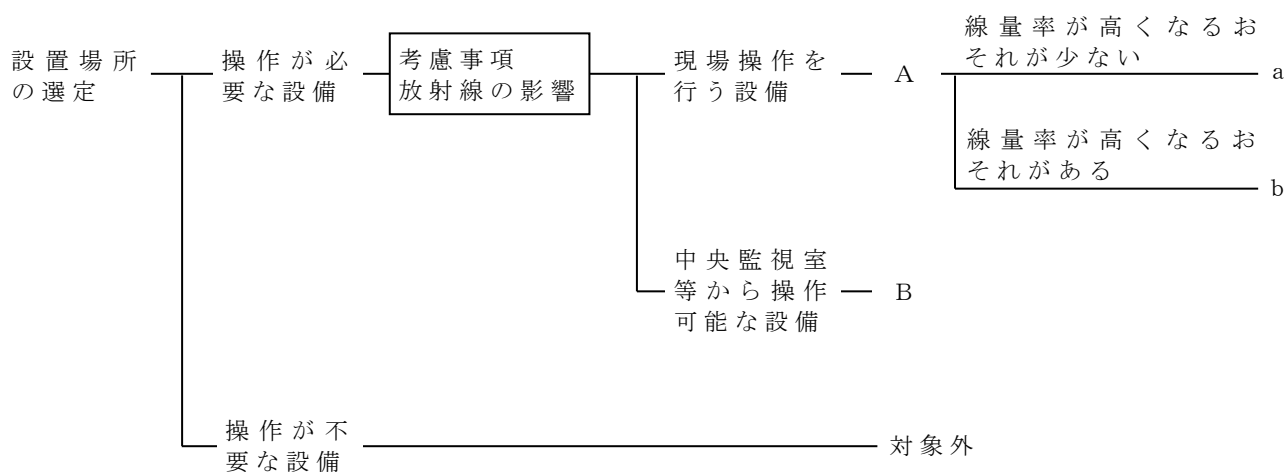 設置場所
の選定
操作が必
要な設備
考慮事項
放射線の影響
現場操作を
行う設備
A
線量率が高くなるお
それが少ない
a
線量率が高くなるお
それがある
b
中央監視室
等から操作
可能な設備
B
操作が不
要な設備
対象外